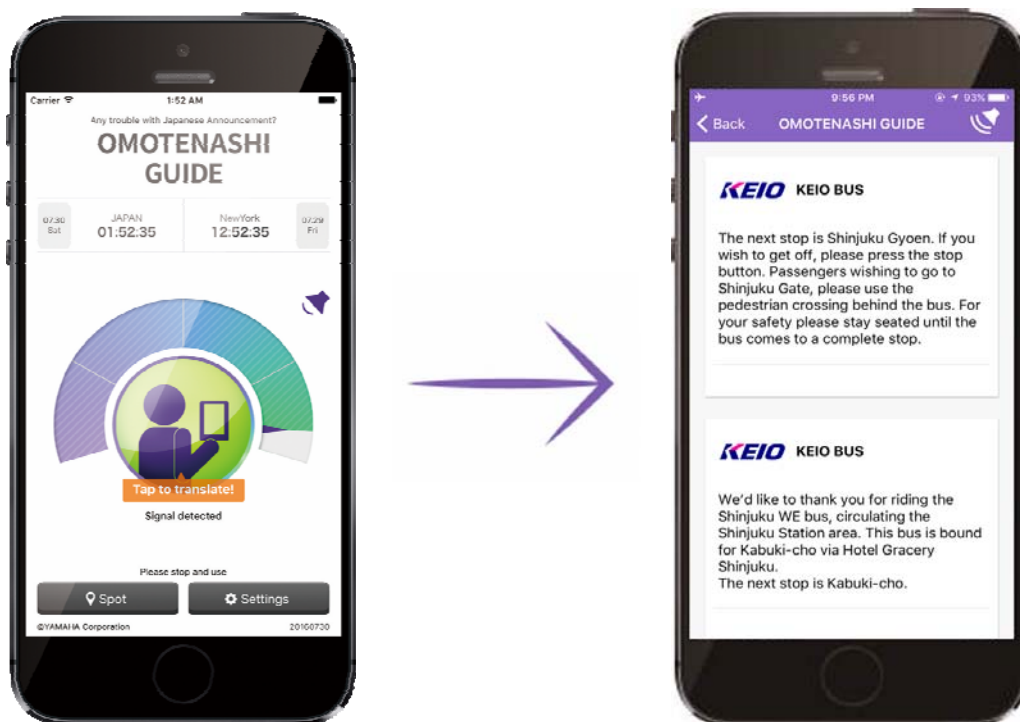 Carrier
1:52 AM
Any trouble with Japanese Announcement?
OMOTENASHI
GUIDE
07:30
Sat
JAPAN
01:52:35
NewYork
12:52:35
07:29
Fri
Tap to translate!
Signal detected
Please stop and use
Spot
Settings
©YAMAHA Corporation
20160730
9:56 PM
93%
Back
OMOTENASHI GUIDE
KEIO KEIO BUS
The next stop is Shinjuku Gyoen. If you
wish to get off, please press the stop
button. Passengers wishing to go to
Shinjuku Gate, please use the
pedestrian crossing behind the bus. For
your safety please stay seated until the
bus comes to a complete stop.
KEIO KEIO BUS
We'd like to thank you for riding the
Shinjuku WE bus, circulating the
Shinjuku Station area. This bus is bound
for Kabuki-cho via Hotel Gracery
Shinjuku.
The next stop is Kabuki-cho.